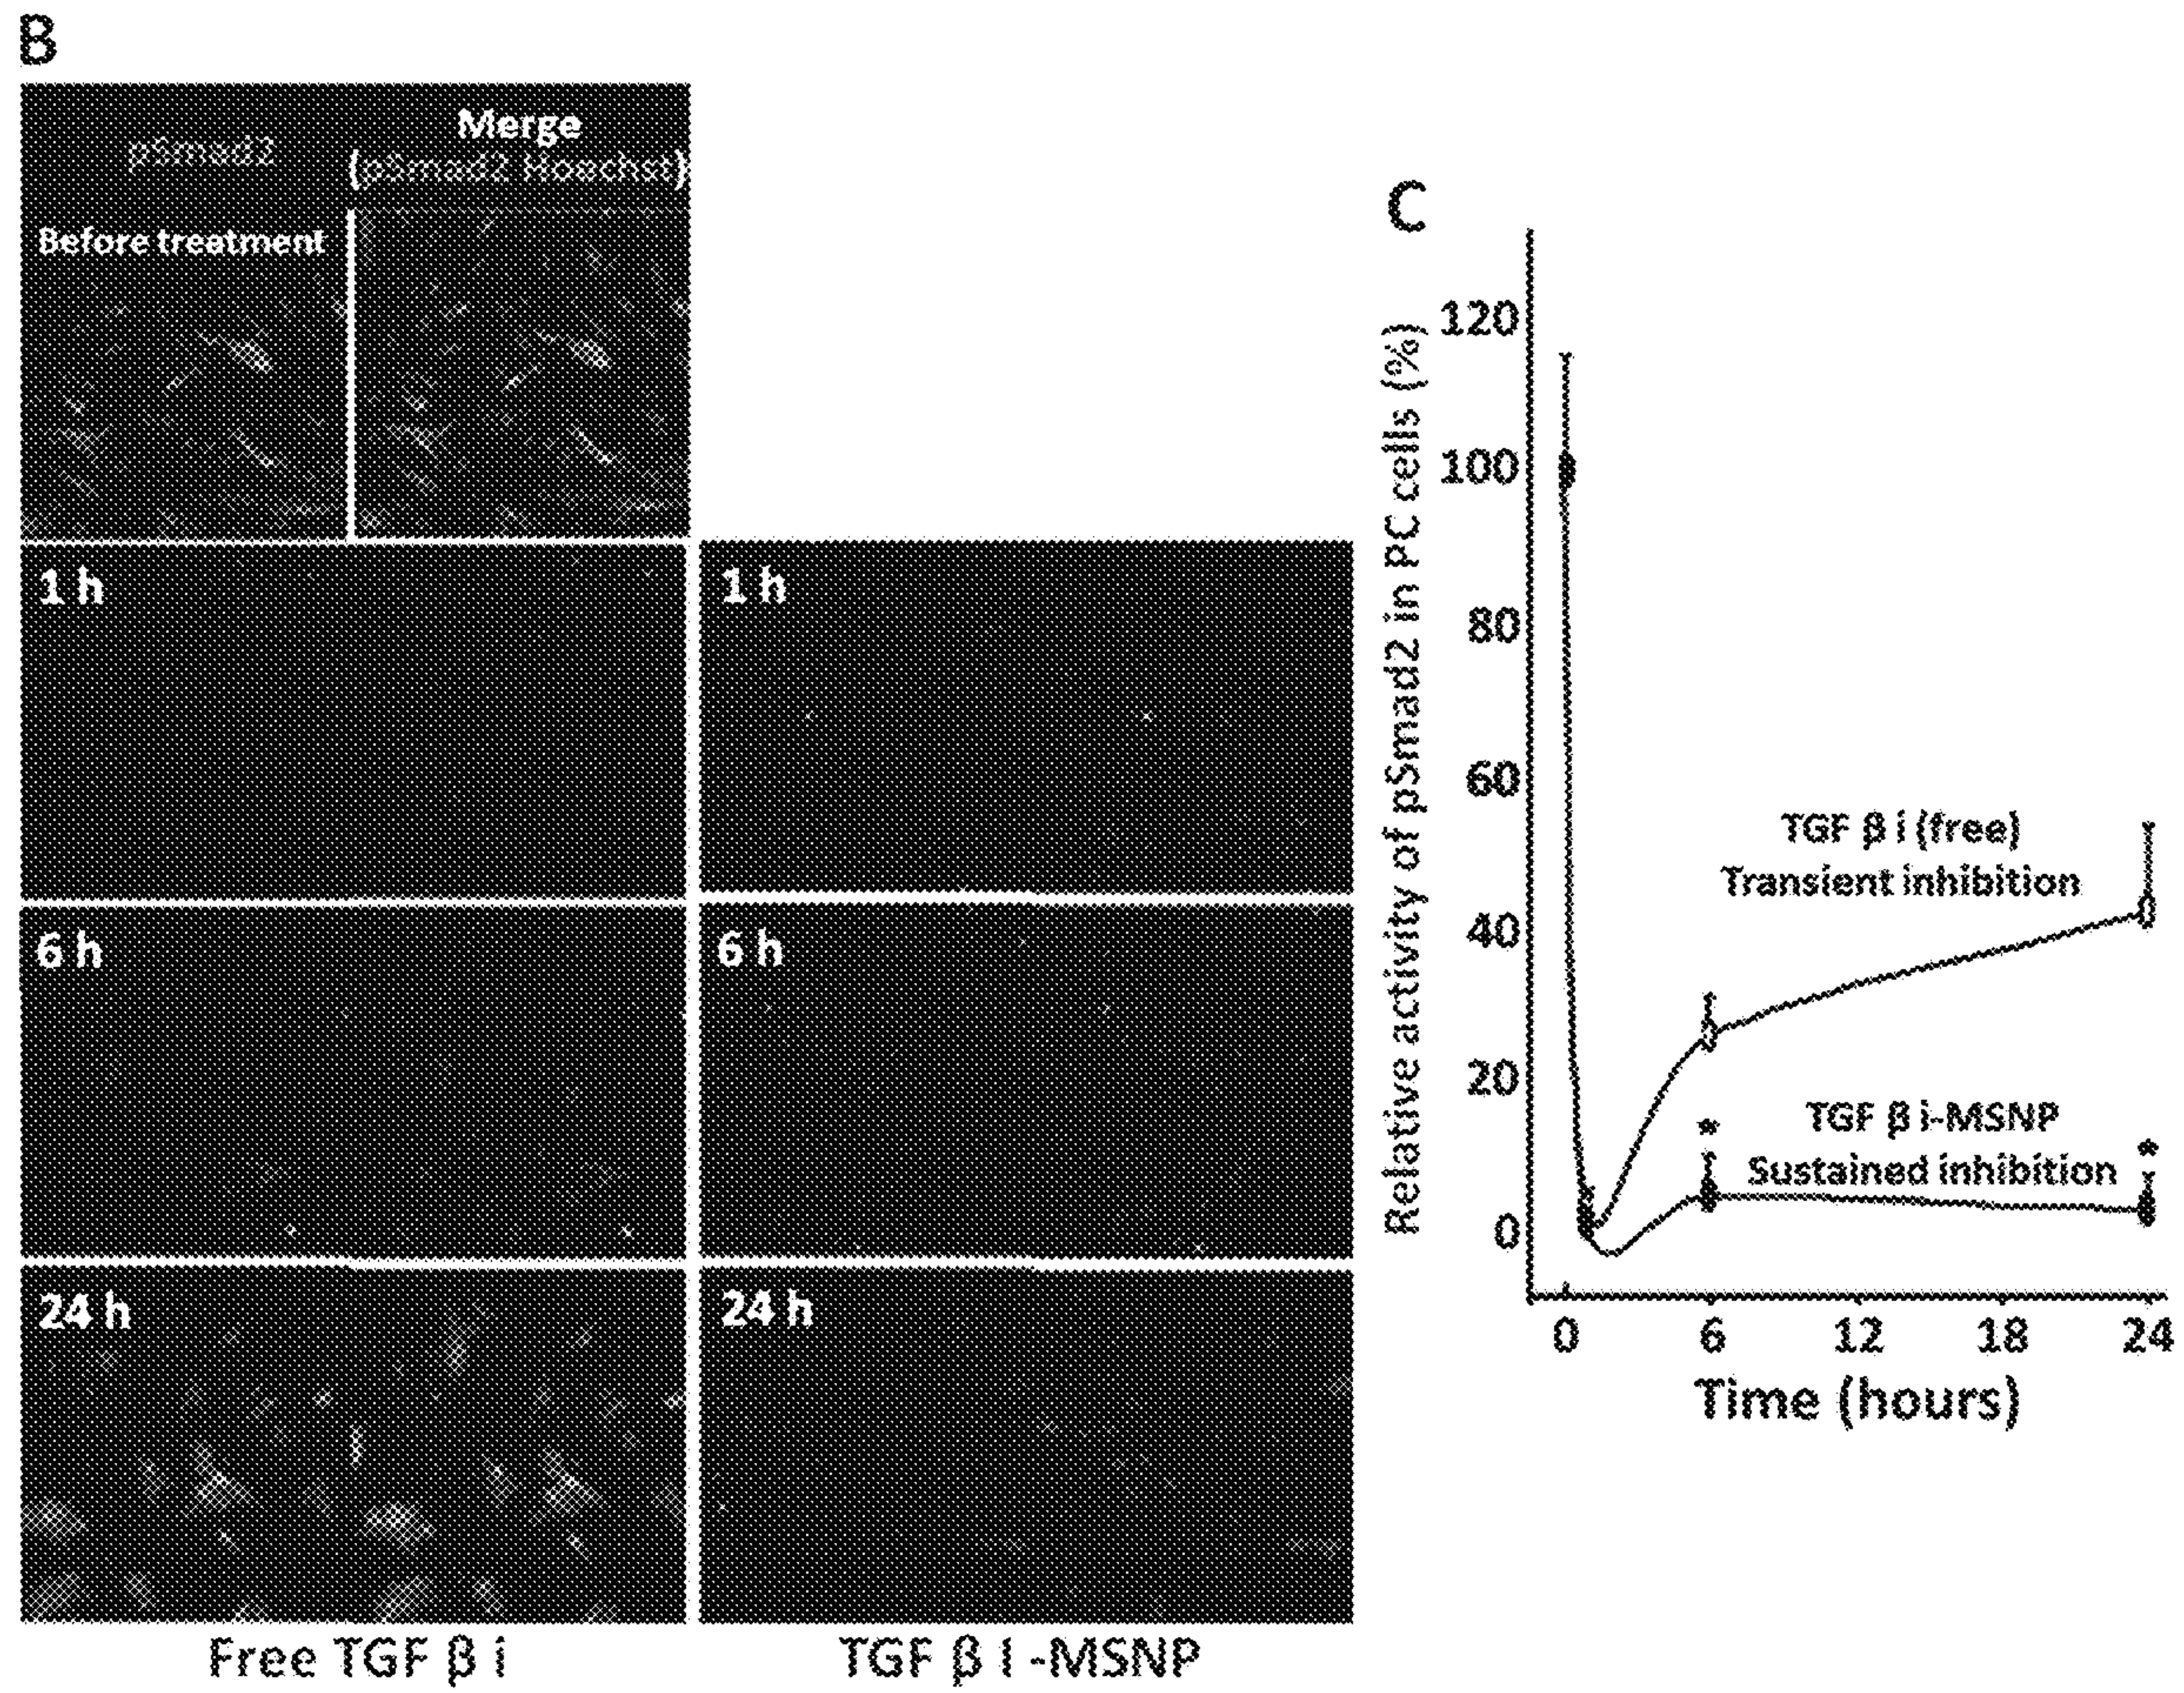 B
pSmad2
Merge
(pSmad2 Hoechst)
Before treatment
1 h
1 h
6 h
6 h
24 h
24 h
Free TGF β i
TGF β I -MSNP
C
Relative activity of pSmad2 in PC cells (%)
120
100
80
60
40
20
0
TGF β i (free)
Transient inhibition
*
TGF β i-MSNP
*
Sustained inhibition
0 6 12 18 24
Time (hours)